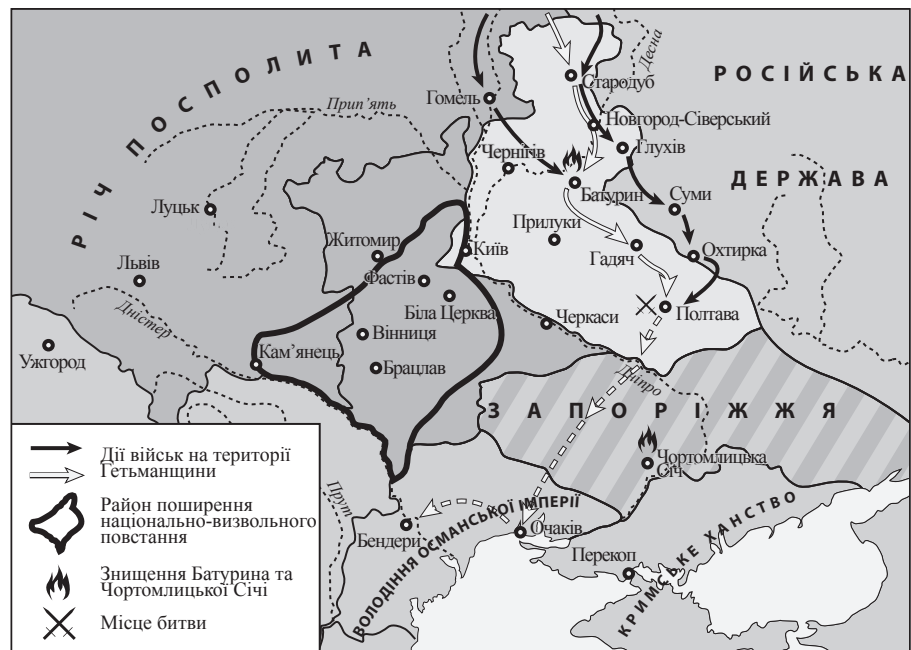 РІЧ ПОСПОЛИТА
РОСІЙСЬКА
ДЕРЖАВА
Десна
Стародуб
Гомель
Прип’ять
Новгород-Сіверський
Глухів
Чернігів
Батурин
Суми
Луцьк
Прилуки
Житомир
Київ
Гадяч
Охтирка
Львів
Фастів
Біла Церква
Полтава
Дністер
Черкаси
Вінниця
Ужгород
Кам’янець
Брацлав
Дніпро
ЗАПОРІЖЖЯ
Чортомлицька
Січ
Прут
Бендери
Очаків
ВОЛОДІННЯ ОСМАНСЬКОЇ ІМПЕРІЇ
Перекоп
КРИМСЬКЕ ХАНСТВО
Дії військ на території
Гетьманщини
Район поширення
національно-визвольного
повстання
Знищення Батурина та
Чортомлицької Січі
Місце битви